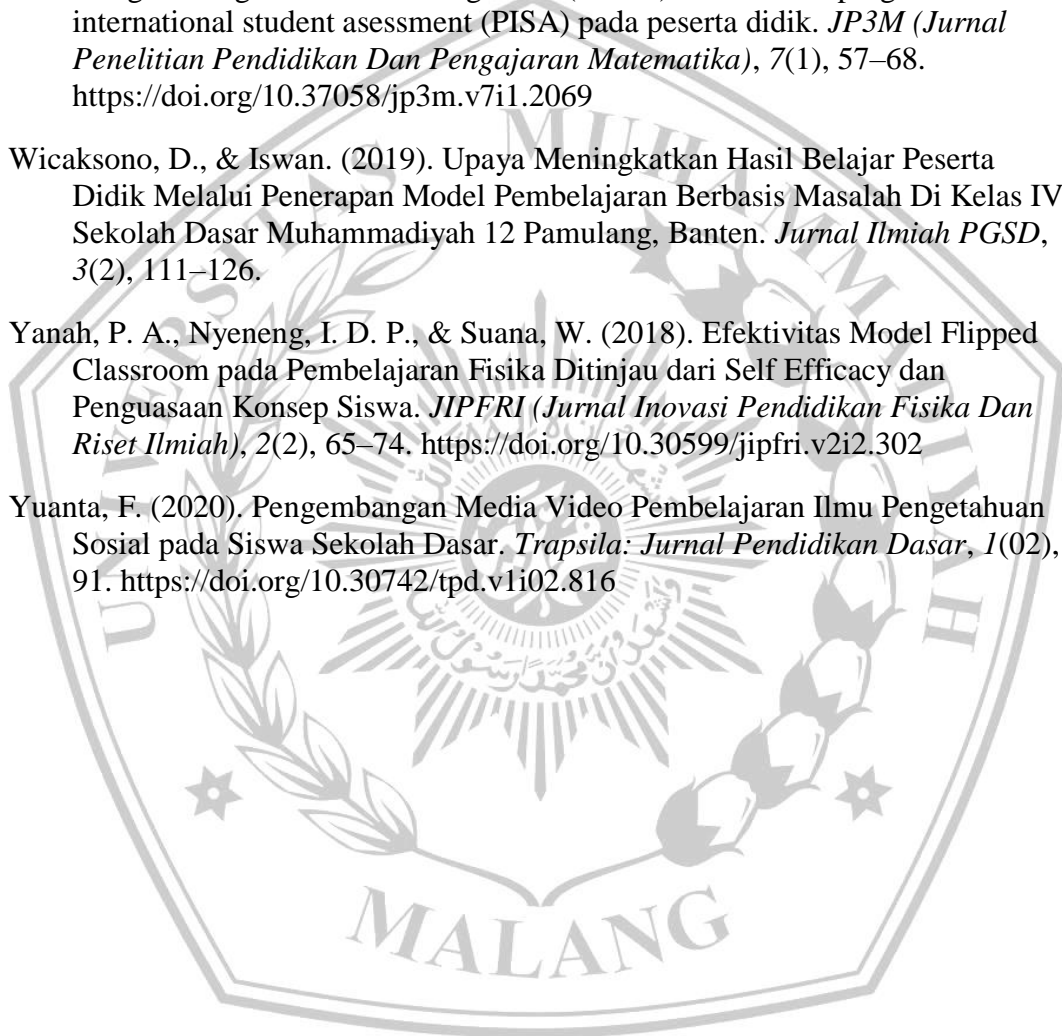 international student asessment (PISA) pada peserta didik. JP3M (Jurnal
Penelitian Pendidikan Dan Pengajaran Matematika), 7(1), 57–68.
https://doi.org/10.37058/jp3m.v7i1.2069
Wicaksono, D., & Iswan. (2019). Upaya Meningkatkan Hasil Belajar Peserta
Didik Melalui Penerapan Model Pembelajaran Berbasis Masalah Di Kelas IV
Sekolah Dasar Muhammadiyah 12 Pamulang, Banten. Jurnal Ilmiah PGSD,
3(2), 111–126.
Yanah, P. A., Nyeneng, I. D. P., & Suana, W. (2018). Efektivitas Model Flipped
Classroom pada Pembelajaran Fisika Ditinjau dari Self Efficacy dan
Penguasaan Konsep Siswa. JIPFRI (Jurnal Inovasi Pendidikan Fisika Dan
Riset Ilmiah), 2(2), 65–74. https://doi.org/10.30599/jipfri.v2i2.302
Yuanta, F. (2020). Pengembangan Media Video Pembelajaran Ilmu Pengetahuan
Sosial pada Siswa Sekolah Dasar. Trapsila: Jurnal Pendidikan Dasar, 1(02),
91. https://doi.org/10.30742/tpd.v1i02.816
UNIVERSITAS MUHAMMADIYAH
MALANG